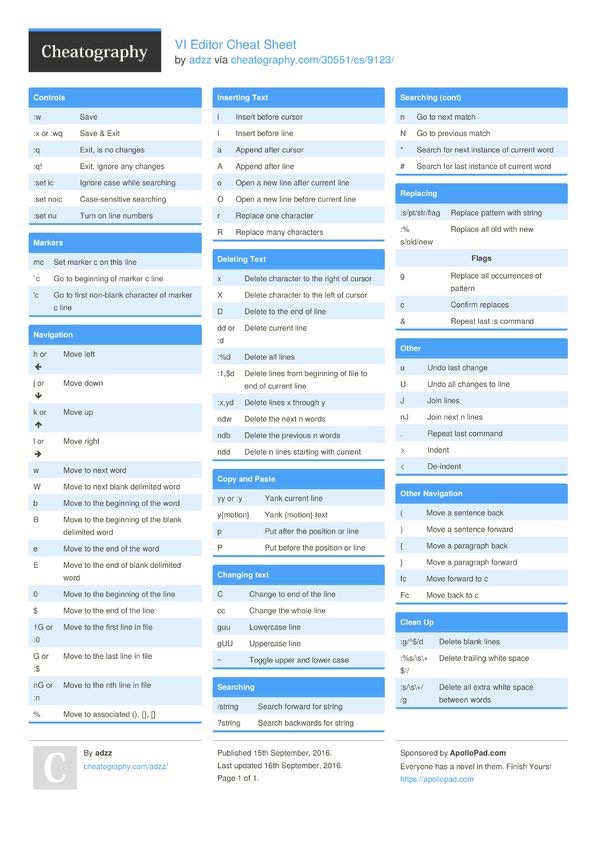 Cheatography
VI Editor Cheat Sheet
by adzz via cheatography.com/30551/cs/9123/
Controls
:w Save
:x or :wq Save & Exit
:q Exit, is no changes
:q! Exit, ignore any changes
:set ic Ignore case while searching
:set noic Case-sensitive searching
:set nu Turn on line numbers
Markers
mc Set marker c on this line
`c Go to beginning of marker c line
'c Go to first non-blank character of marker
c line
Navigation
h or Move left
←
j or Move down
↓
k or Move up
↑
l or Move right
→
w Move to next word
W Move to next blank delimited word
b Move to the beginning of the word
B Move to the beginning of the blank
delimited word
e Move to the end of the word
E Move to the end of blank delimited
word
0 Move to the beginning of the line
$ Move to the end of the line
1G or Move to the first line in file
:0
G or Move to the last line in file
:$
nG or Move to the nth line in file
:n
% Move to associated (), {}, []
Inserting Text
i Insert before cursor
I Insert before line
a Append after cursor
A Append after line
o Open a new line after current line
O Open a new line before current line
r Replace one character
R Replace many characters
Deleting Text
x Delete character to the right of cursor
X Delete character to the left of cursor
D Delete to the end of line
dd or Delete current line
:d
:%d Delete all lines
:1,$d Delete lines from beginning of file to
end of current line
:x,yd Delete lines x through y
ndw Delete the next n words
ndb Delete the previous n words
ndd Delete n lines starting with current
Copy and Paste
yy or :y Yank current line
y{motion} Yank {motion} text
p Put after the position or line
P Put before the position or line
Changing text
C Change to end of the line
cc Change the whole line
guu Lowercase line
gUU Uppercase line
~ Toggle upper and lower case
Searching
/string Search forward for string
?string Search backwards for string
Searching (cont)
n Go to next match
N Go to previous match
* Search for next instance of current word
# Search for last instance of current word
Replacing
:s/pt/str/flag Replace pattern with string
:% Replace all old with new
s/old/new
Flags
g Replace all occurrences of
pattern
c Confirm replaces
& Repeat last :s command
Other
u Undo last change
U Undo all changes to line
J Join lines
nJ Join next n lines
. Repeat last command
> Indent
< De-indent
Other Navigation
( Move a sentence back
) Move a sentence forward
{ Move a paragraph back
} Move a paragraph forward
fc Move forward to c
Fc Move back to c
Clean Up
:g/^$/d Delete blank lines
:%s/\s\+ Delete trailing white space
$//
:s/\s\+/ Delete all extra white space
/g between words
C
By adzz
cheatography.com/adzz/
Published 15th September, 2016.
Last updated 16th September, 2016.
Page 1 of 1.
Sponsored by ApolloPad.com
Everyone has a novel in them. Finish Yours!
https://apollopad.com